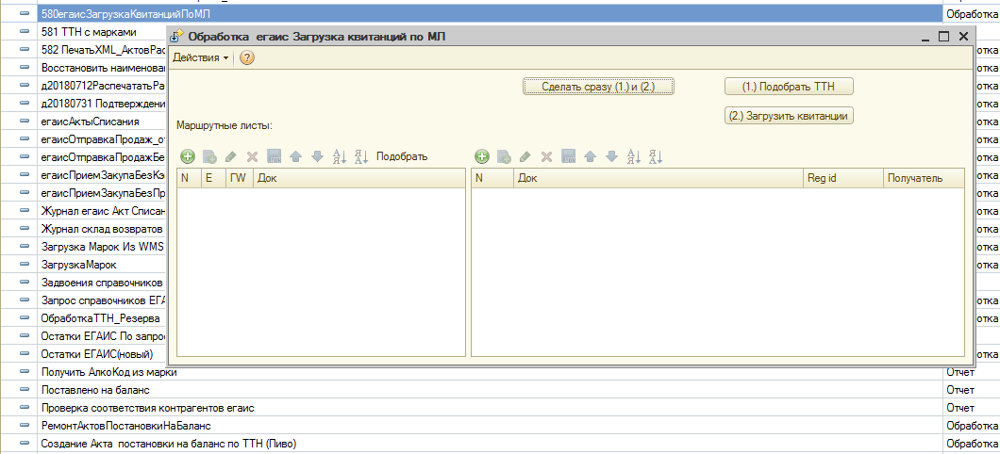 580егаисЗагрузкаКвитанцийПоМЛ Обработка
581 ТТН с марками
Обработка егаис Загрузка квитанций по МЛ
582 ПечатьXML_АктовРас отка
Действия
Восстановить наименован отка
Сделать сразу (1.) и (2.) (1.) Подобрать ТТН
д20180712РаспечататьРа отка
д20180731 Подтверждени отка
(2.) Загрузить квитанции
егаисАктыСписания отка
Маршрутные листы:
егаисОтправкаПродаж_от отка
егаисОтправкаПродажБе отка
Подобрать
егаисПриемЗакупаБезКэ отка
N Е ГW Док N Док Reg id Получатель
егаисПриемЗакупаБезПр отка
Журнал егаис Акт Списан отка
Журнал склад возвратов отка
Загрузка Марок Из WMS отка
ЗагрузкаМарок отка
Задвоения справочников
Запрос справочников ЕГА отка
ОбработкаТТН_Резерва отка
Остатки ЕГАИС По запро
Остатки ЕГАИС(новый) отка
Получить АлкоКод из марки Отчет
Поставлено на баланс Отчет
Проверка соответствия контрагентов егаис Отчет
РемонтАктовПостановкиНаБаланс Обработка
Создание Акта постановки на баланс по ТТН (Пиво) Обработка